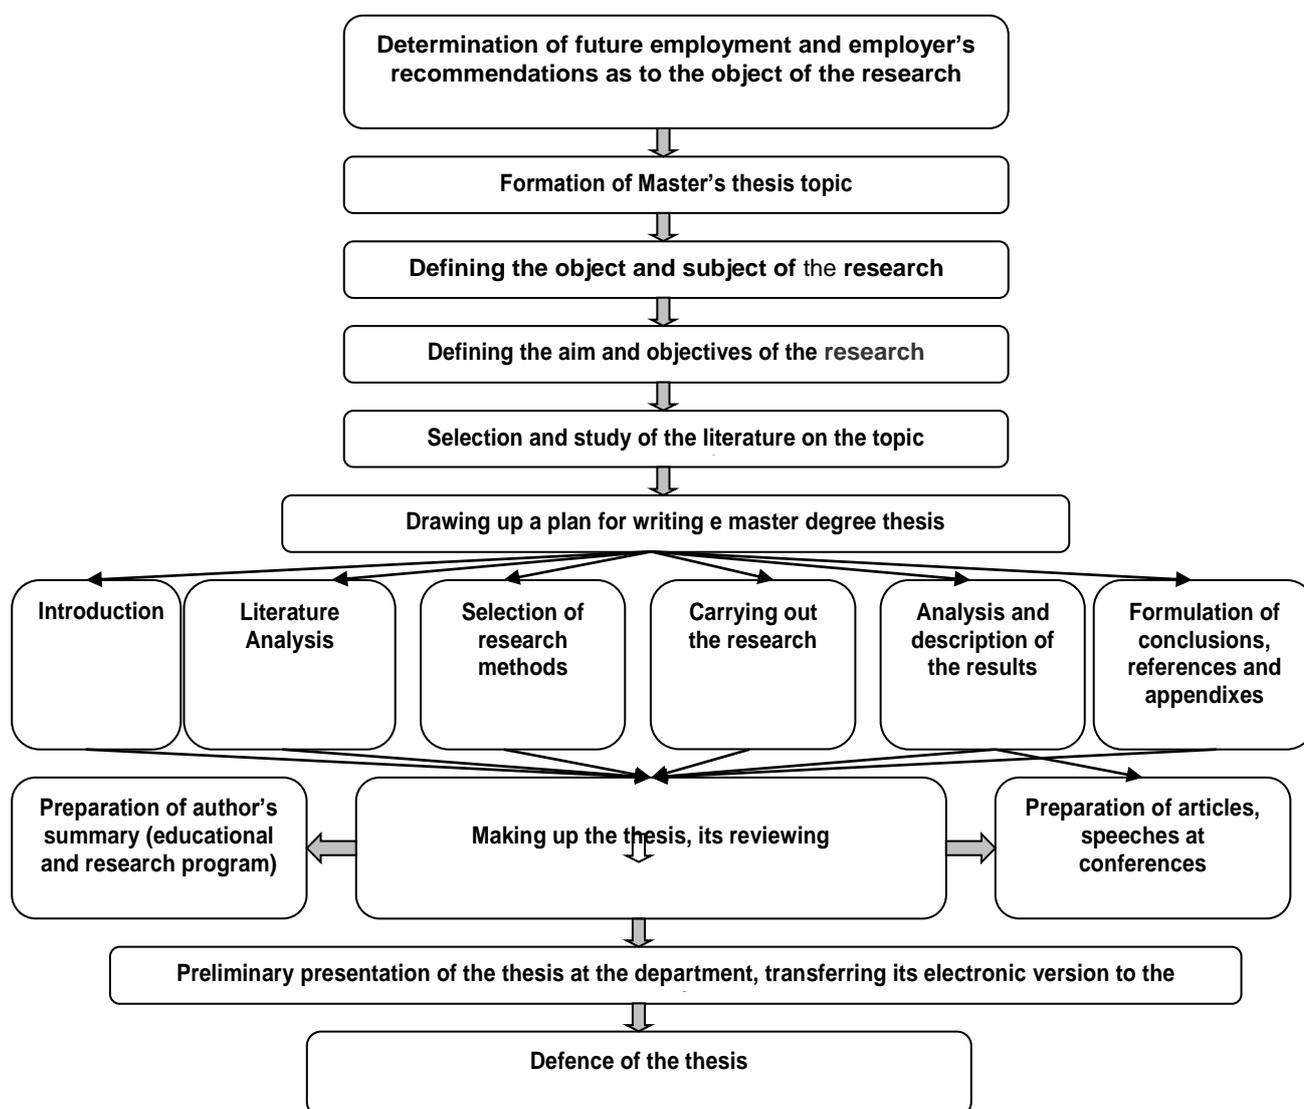 Determination of future employment and employer’s
recommendations as to the object of the research
Formation of Master’s thesis topic
Defining the object and subject of the research
Defining the aim and objectives of the research
Selection and study of the literature on the topic
Drawing up a plan for writing e master degree thesis
Introduction
Literature
Analysis
Selection of
research
methods
Carrying out
the research
Analysis and
description of
the results
Formulation of
conclusions,
references and
appendixes
Preparation of author’s
summary (educational
and research program)
Making up the thesis, its reviewing
Preparation of articles,
speeches at
conferences
Preliminary presentation of the thesis at the department, transferring its electronic version to the
Defence of the thesis